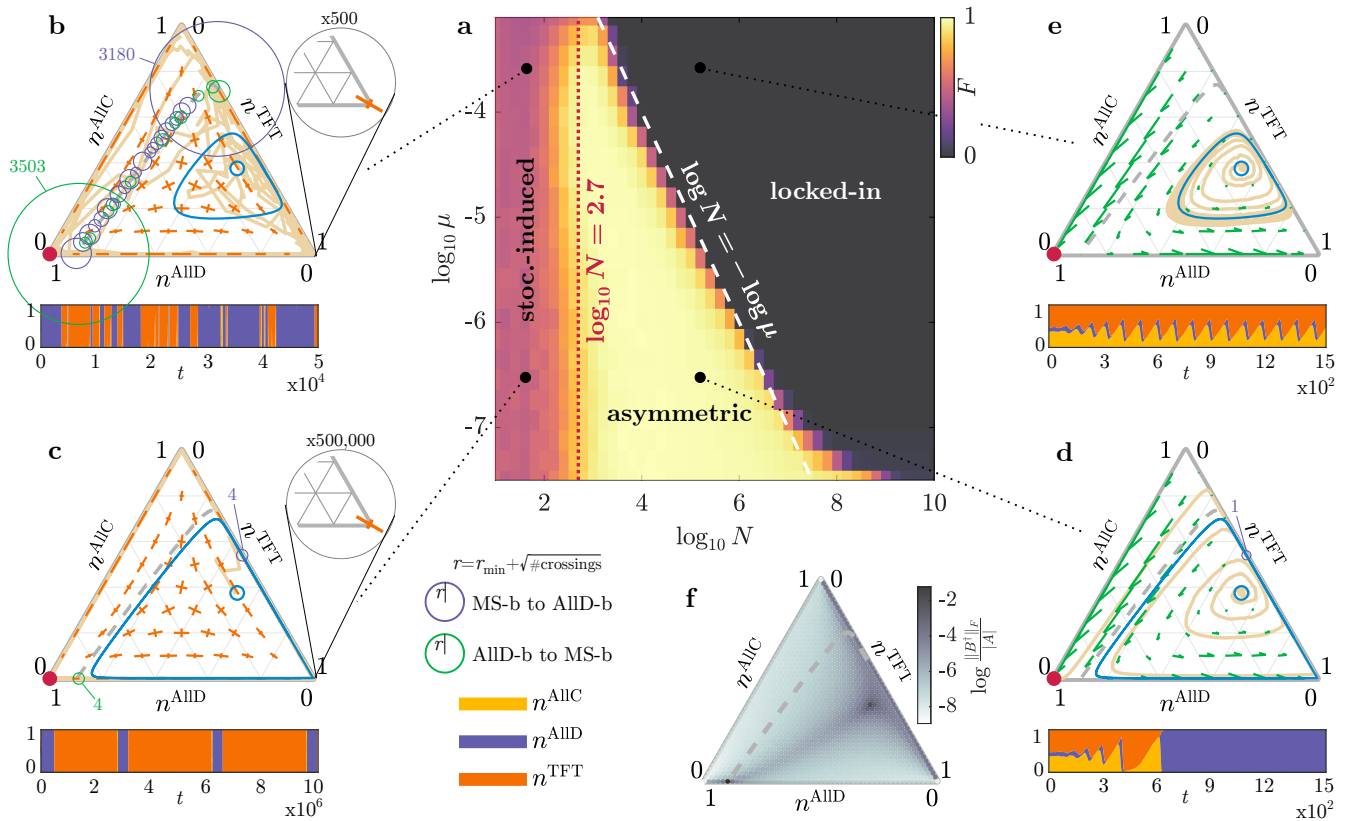 b
1 0
3180
x500
n^AllC
n^TFT
3503
0
1
1
n^AllD
0
1
0
0 1 2 3 4 5
t
x10^4
a
1
F
0
-4
-5
-6
-7
log10 μ
stoc.-induced
log10 N = 2.7
log N = − log μ
locked-in
asymmetric
2 4 6 8 10
log10 N
e
1 0
n^AllC
n^TFT
0
1
1
n^AllD
0
1
0
0 3 6 9 12 15
t
x10^2
c
1 0
x500,000
4
n^AllC
n^TFT
0
1
1
4
n^AllD
0
1
0
0 2 4 6 8 10
t
x10^6
r=r_min+√#crossings
r| MS-b to AllD-b
r| AllD-b to MS-b
n^AllC
n^AllD
n^TFT
f
1 0
n^AllC
n^TFT
0
1
1
n^AllD
0
-2
-4
-6
-8
log ||B^†||_F / |A|
d
1 0
1
n^AllC
n^TFT
0
1
1
n^AllD
0
1
0
0 3 6 9 12 15
t
x10^2